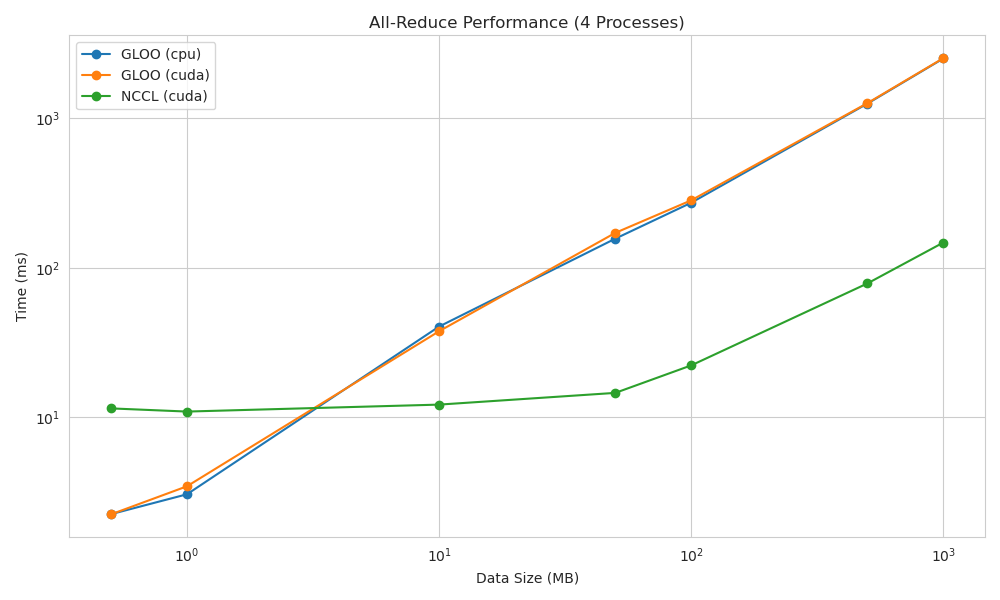 All-Reduce Performance (4 Processes)
GLOO (cpu)
GLOO (cuda)
NCCL (cuda)
Time (ms)
10³
10²
10¹
10⁰
10¹
10²
10³
Data Size (MB)